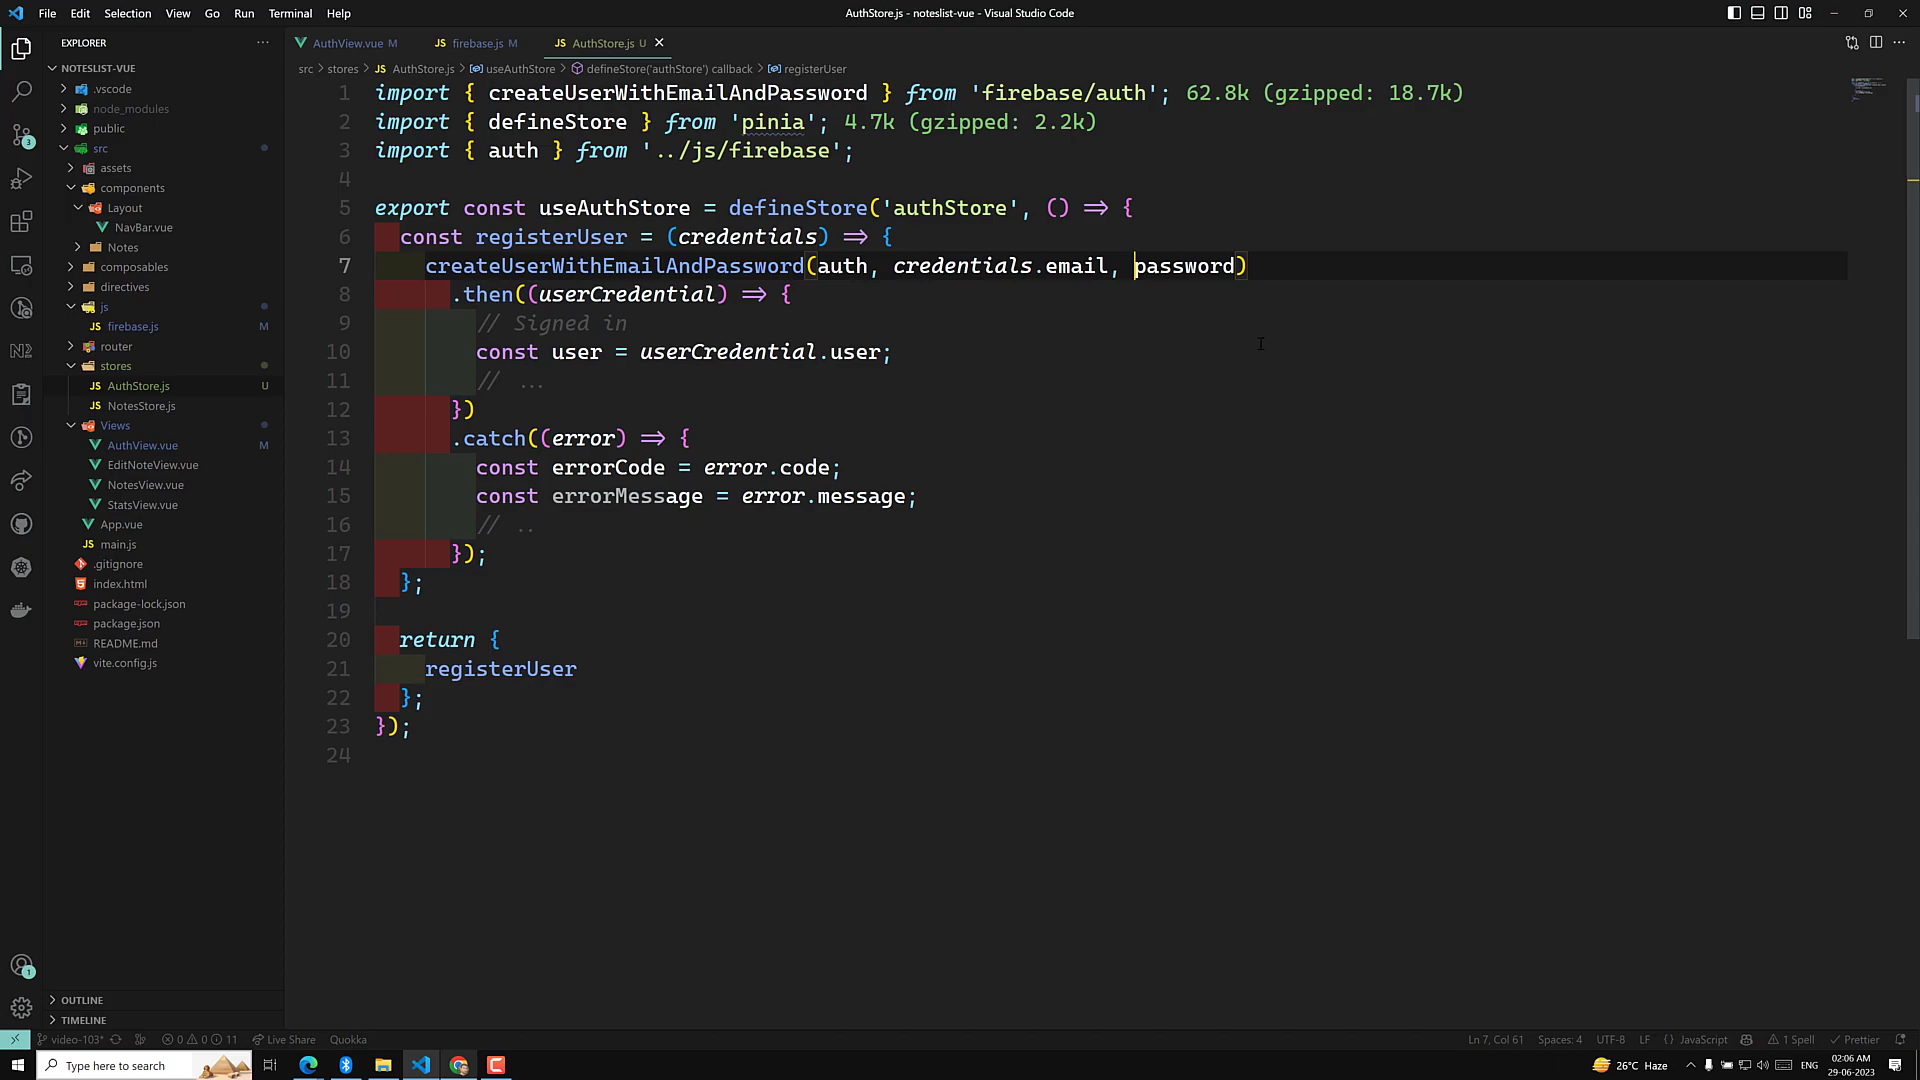 File Edit Selection View Go Run Terminal Help
AuthStore.js - noteslist-vue - Visual Studio Code
EXPLORER
AuthView.vue M
JS firebase.js M
JS AuthStore.js U
NOTESLIST-VUE
src > stores > JS AuthStore.js > useAuthStore > defineStore('authStore') callback > registerUser
.vscode
node_modules
public
src
assets
components
Layout
NavBar.vue
Notes
composables
directives
js
JS firebase.js M
router
stores
JS AuthStore.js U
JS NotesStore.js
Views
AuthView.vue M
EditNoteView.vue
NotesView.vue
StatsView.vue
App.vue
JS main.js
.gitignore
index.html
package-lock.json
package.json
README.md
vite.config.js
OUTLINE
TIMELINE
1 import { createUserWithEmailAndPassword } from 'firebase/auth'; 62.8k (gzipped: 18.7k)
2 import { defineStore } from 'pinia'; 4.7k (gzipped: 2.2k)
3 import { auth } from '../js/firebase';
4
5 export const useAuthStore = defineStore('authStore', () => {
6 const registerUser = (credentials) => {
7 createUserWithEmailAndPassword(auth, credentials.email, password)
8 .then((userCredential) => {
9 // Signed in
10 const user = userCredential.user;
11 // ...
12 })
13 .catch((error) => {
14 const errorCode = error.code;
15 const errorMessage = error.message;
16 // ..
17 });
18 };
19
20 return {
21 registerUser
22 };
23 });
24
video-103* 0 0 11 Live Share Quokka
Ln 7, Col 61 Spaces: 4 UTF-8 LF { } JavaScript 1 Spell Prettier
Type here to search
26°C Haze
ENG
02:06 AM
29-06-2023